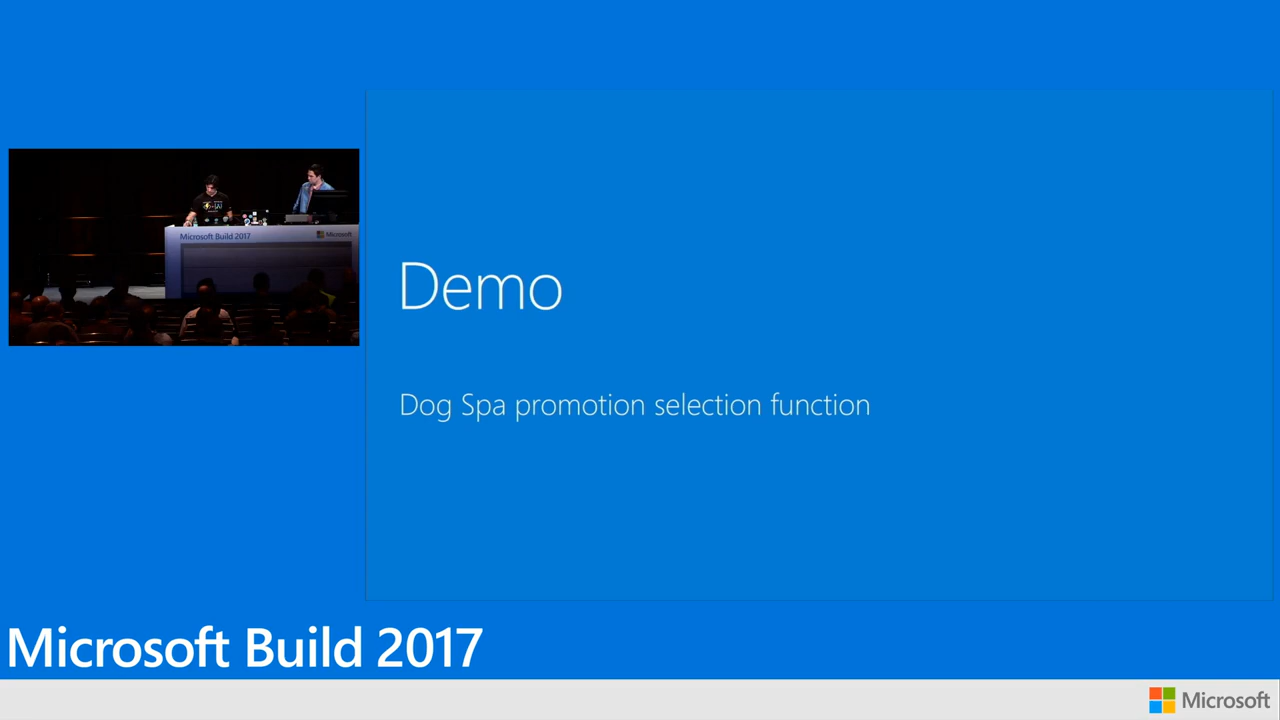 Microsoft Build 2017
Microsoft
Demo
Dog Spa promotion selection function
Microsoft Build 2017
Microsoft